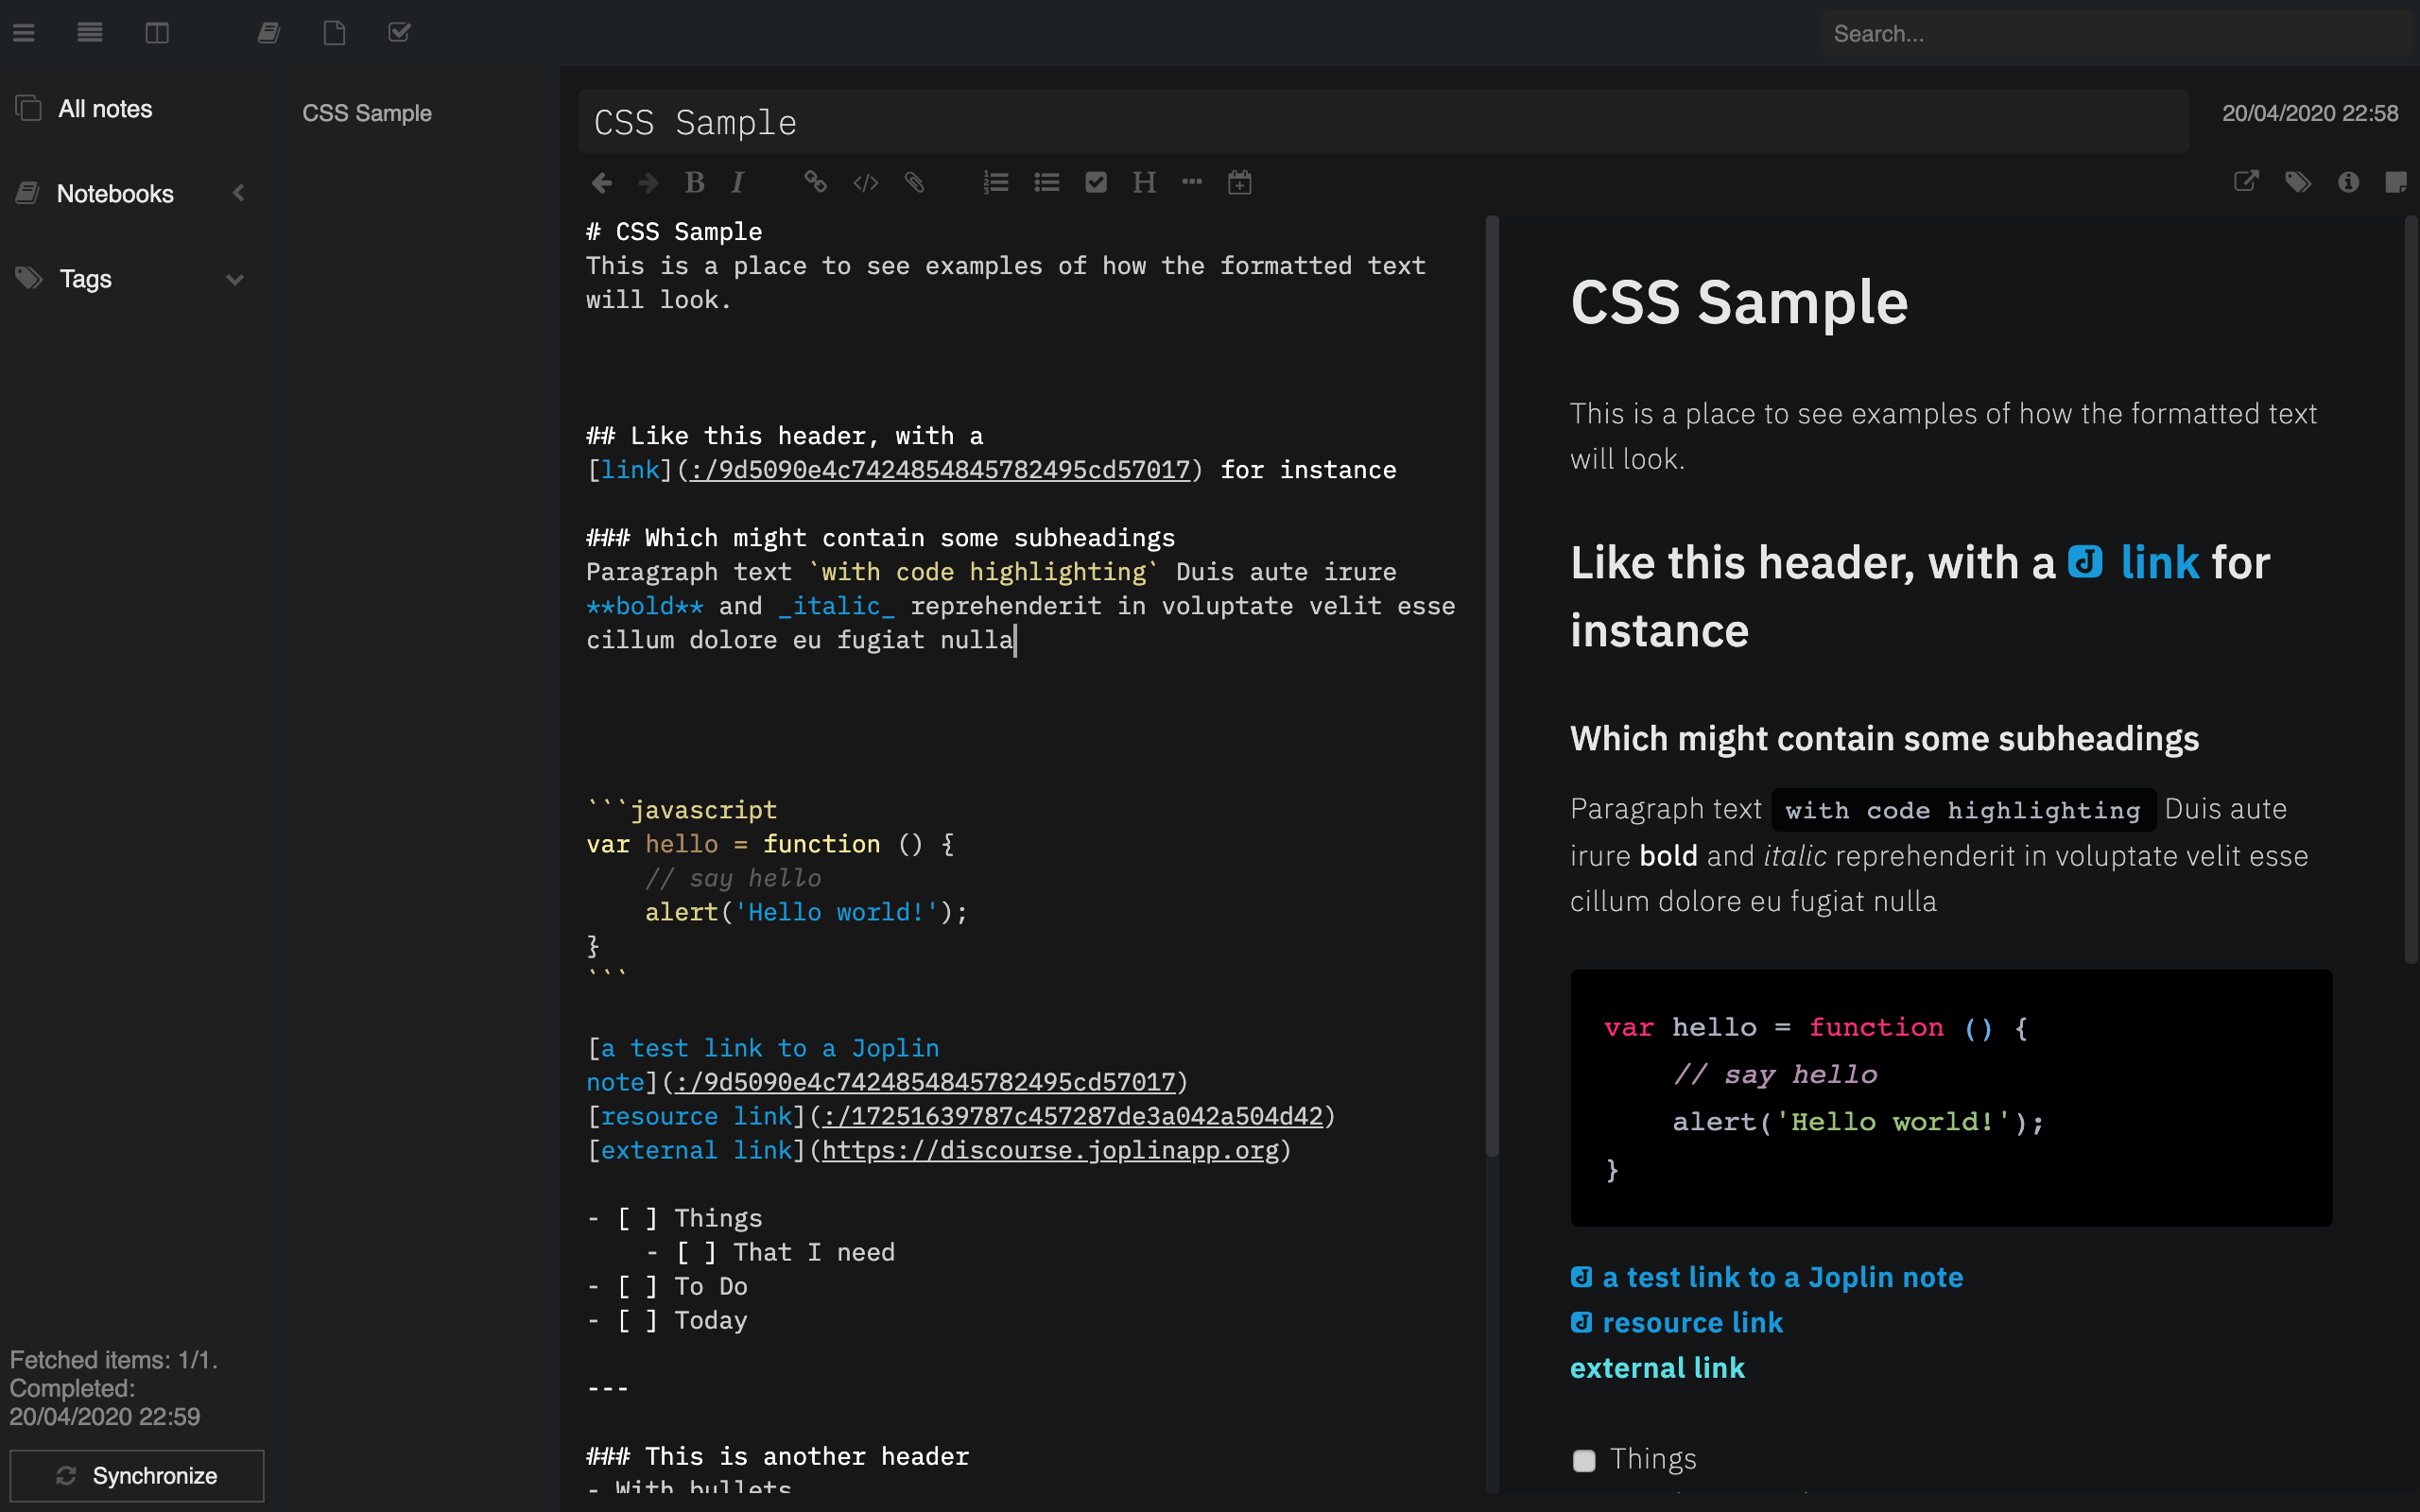 Search...
All notes
Notebooks
Tags
Fetched items: 1/1.
Completed:
20/04/2020 22:59
Synchronize
CSS Sample
CSS Sample
20/04/2020 22:58
# CSS Sample
This is a place to see examples of how the formatted text
will look.
## Like this header, with a
[link](:/9d5090e4c7424854845782495cd57017) for instance
### Which might contain some subheadings
Paragraph text `with code highlighting` Duis aute irure
**bold** and _italic_ reprehenderit in voluptate velit esse
cillum dolore eu fugiat nulla
```javascript
var hello = function () {
    // say hello
    alert('Hello world!');
}
```
[a test link to a Joplin
note](:/9d5090e4c7424854845782495cd57017)
[resource link](:/17251639787c457287de3a042a504d42)
[external link](https://discourse.joplinapp.org)
- [ ] Things
    - [ ] That I need
- [ ] To Do
- [ ] Today
---
### This is another header
- With bullets
CSS Sample
This is a place to see examples of how the formatted text
will look.
Like this header, with a link for
instance
Which might contain some subheadings
Paragraph text with code highlighting Duis aute
irure bold and italic reprehenderit in voluptate velit esse
cillum dolore eu fugiat nulla
var hello = function () {
    // say hello
    alert('Hello world!');
}
a test link to a Joplin note
resource link
external link
Things